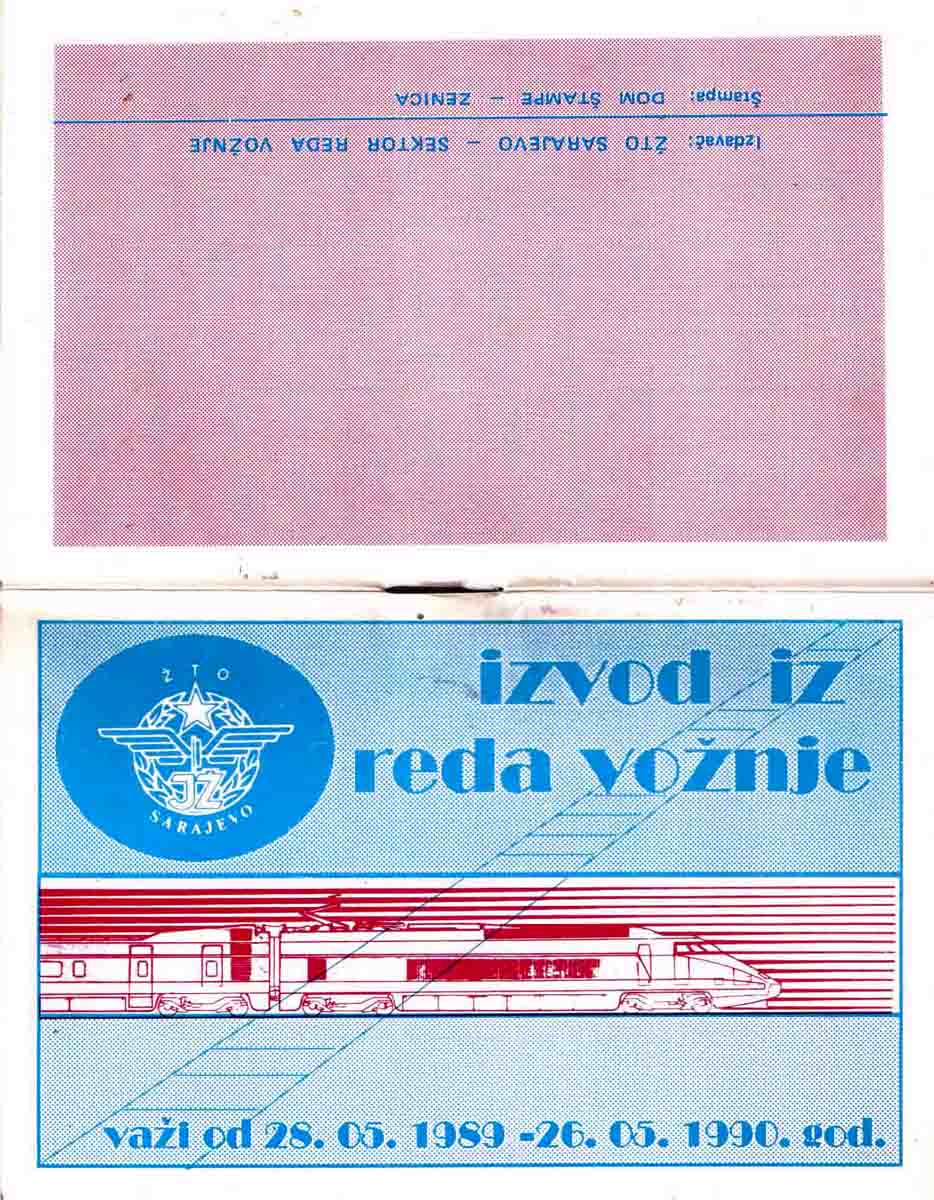 Štampa: DOM ŠTAMPE – ZENICA
Izdavač: ŽTO SARAJEVO – SEKTOR REDA VOŽNJE
ŽTO
JŽ
SARAJEVO
izvod iz
reda vožnje
važi od 28. 05. 1989 -26. 05. 1990. god.